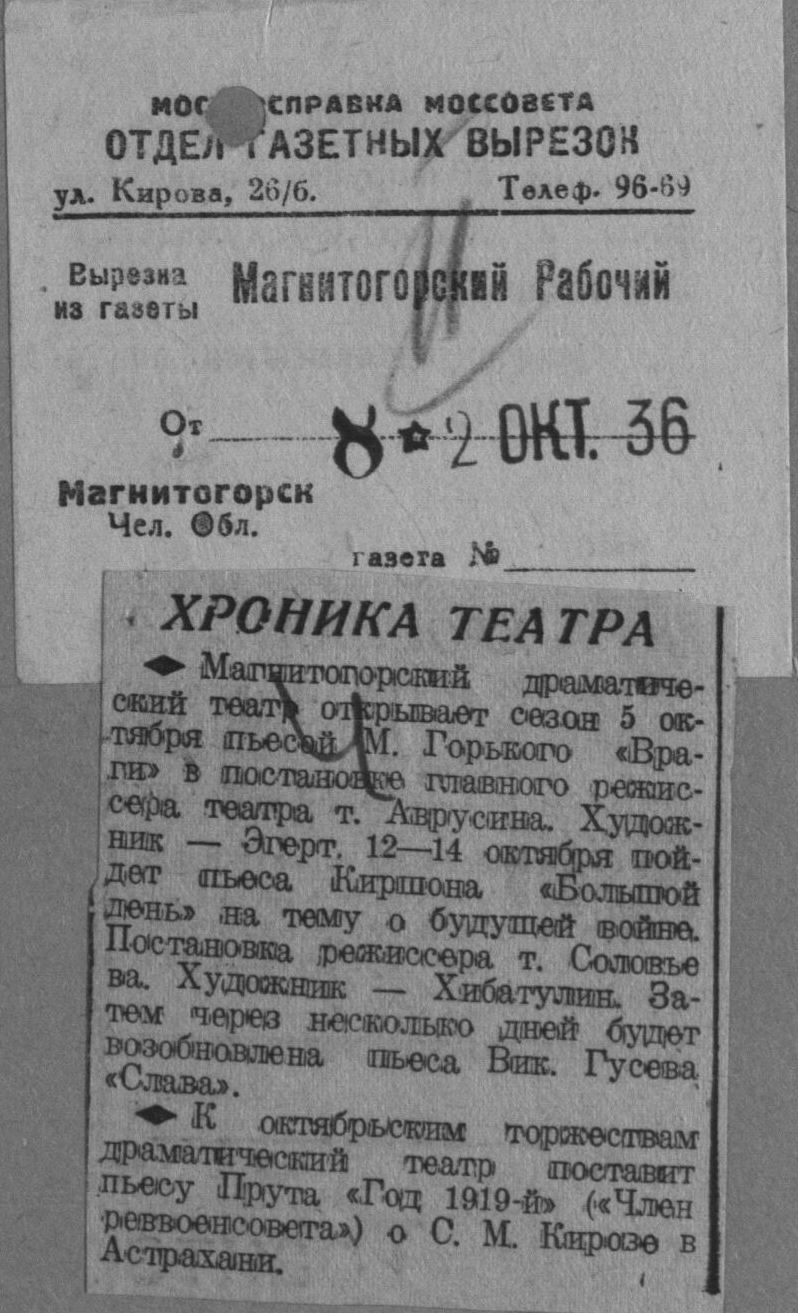 МОС СПРАВКА МОССОВЕТА
ОТДЕЛ ГАЗЕТНЫХ ВЫРЕЗОК
ул. Кирова, 26/б. Телеф. 96-69
Вырезка
из газеты Магнитогорский Рабочий
От 8 ☆ 2 ОКТ. 36
Магнитогорск
Чел. Обл.
газета №
ХРОНИКА ТЕАТРА
◆ Магнитогорский драматиче-
ский театр открывает сезон 5 ок-
тября пьесой М. Горького «Вра-
ги» в постановке главного режис-
сера театра т. Аврусина. Худож-
ник — Эгерт. 12—14 октября пой-
дет пьеса Киршона «Большой
день» на тему о будущей войне.
Постановка режиссера т. Соловье
ва. Художник — Хибатулин. За-
тем через несколько дней будет
возобновлена пьеса Вик. Гусева
«Слава».
◆ К октябрьским торжествам
драматический театр поставит
пьесу Прута «Год 1919-й» («Член
реввоенсовета») о С. М. Кирове в
Астрахани.